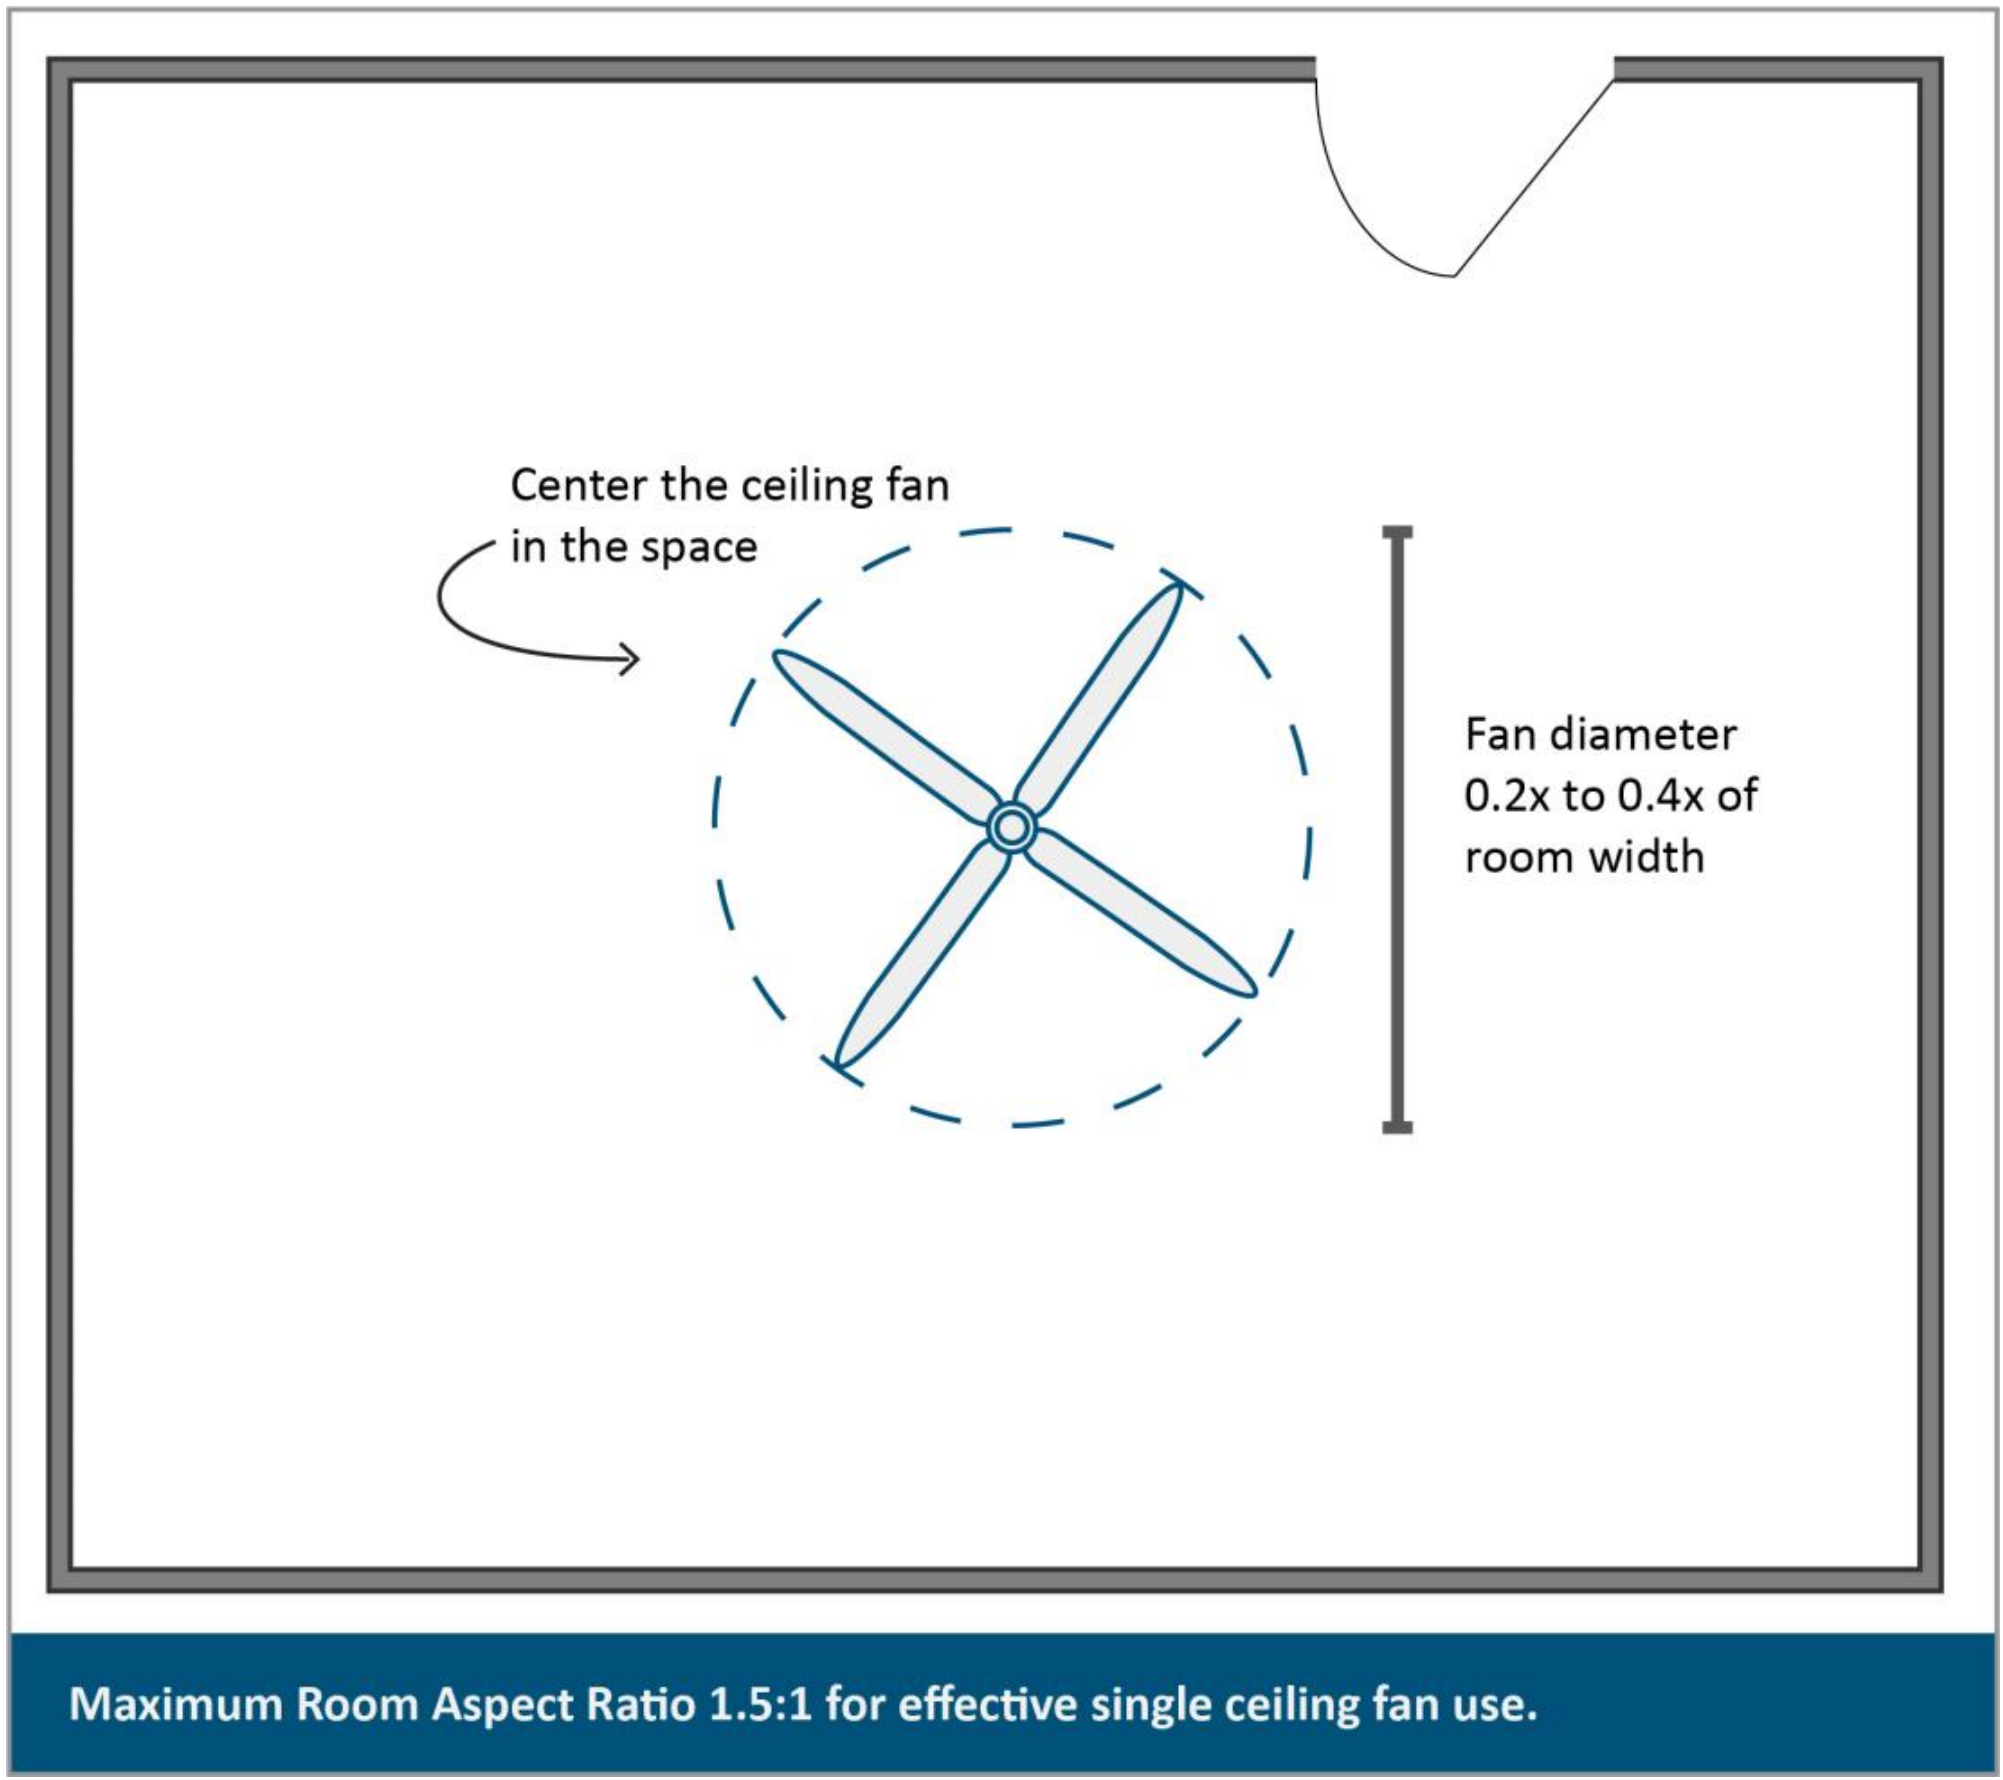 Center the ceiling fan
in the space
Fan diameter
0.2x to 0.4x of
room width
Maximum Room Aspect Ratio 1.5:1 for effective single ceiling fan use.